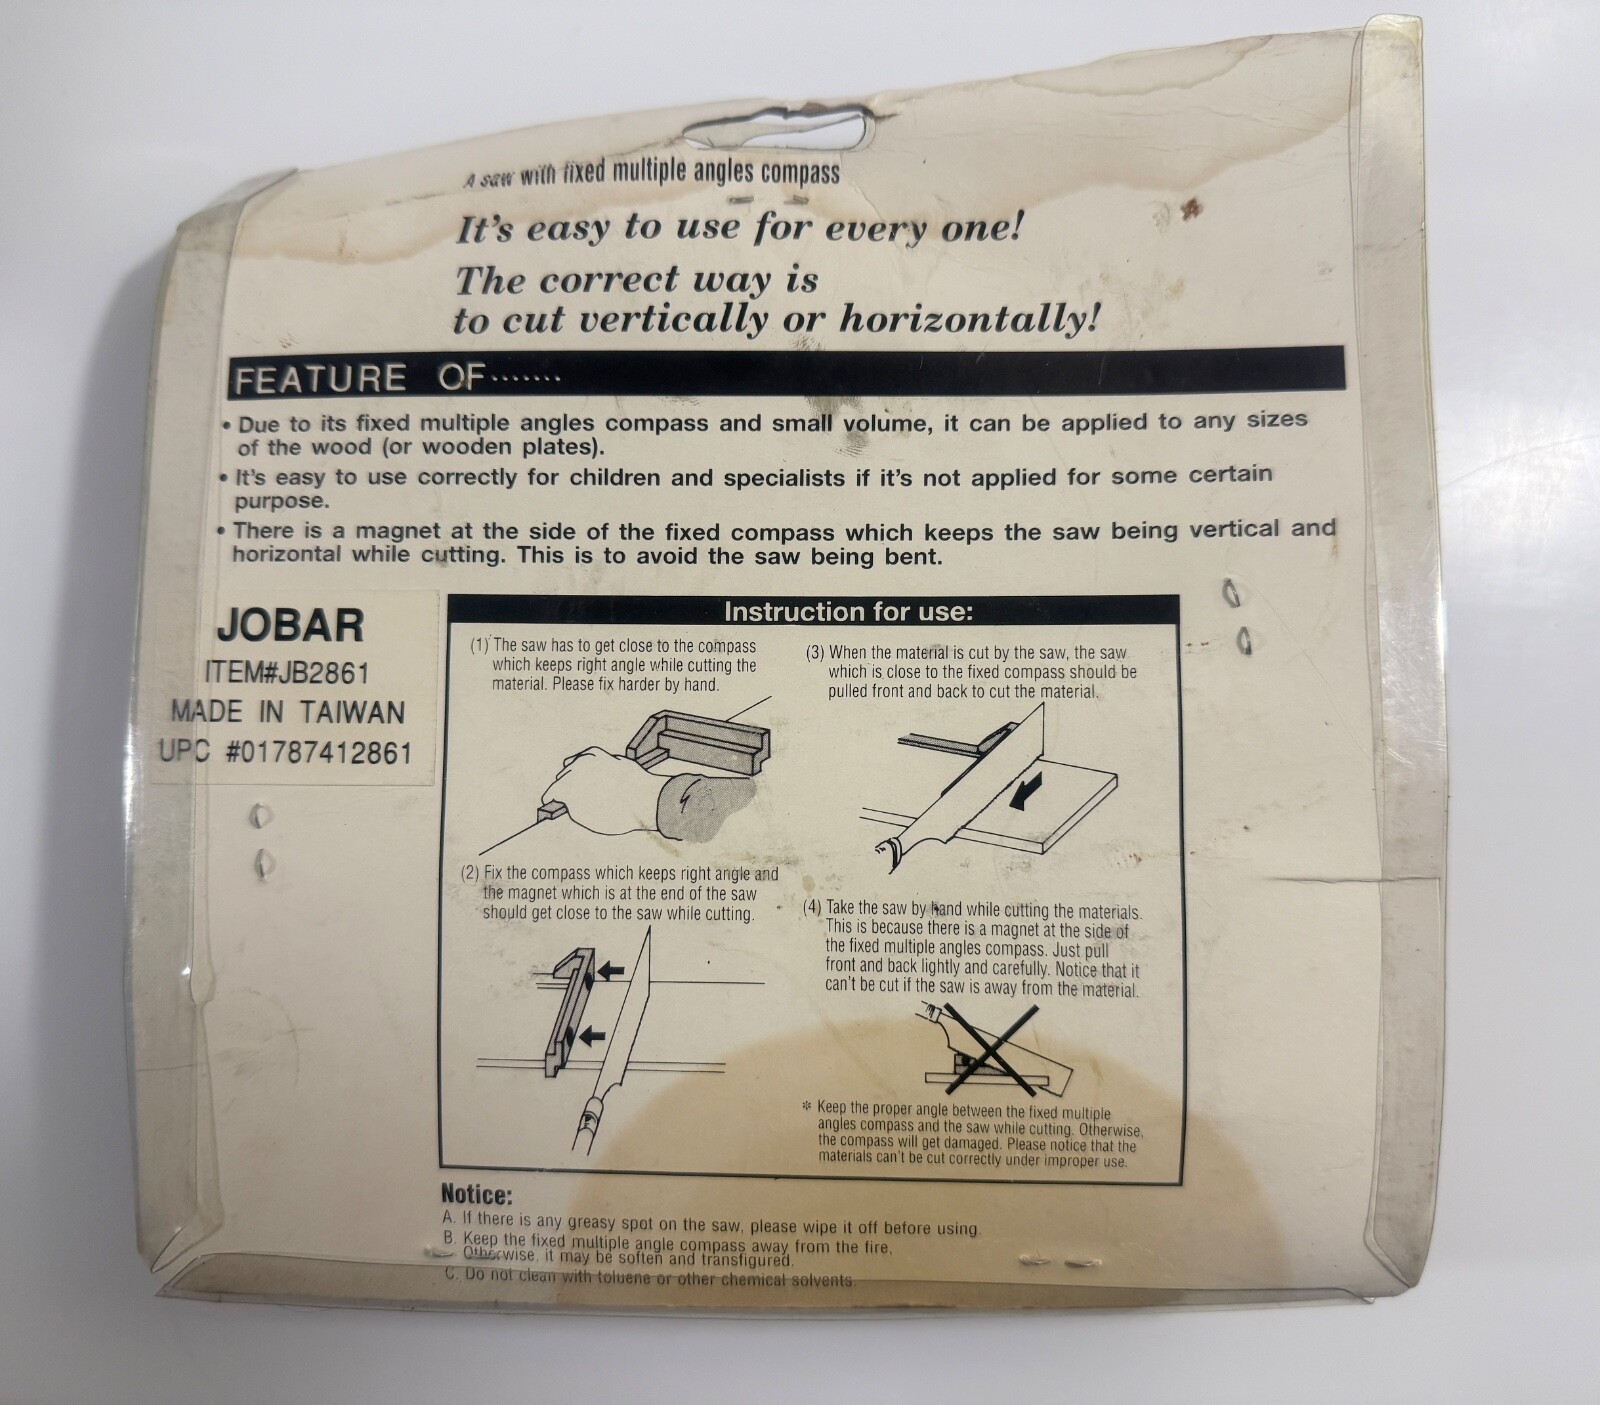 A saw with fixed multiple angles compass
It's easy to use for every one!
The correct way is
to cut vertically or horizontally!
FEATURE OF·······
• Due to its fixed multiple angles compass and small volume, it can be applied to any sizes
of the wood (or wooden plates).
• It's easy to use correctly for children and specialists if it's not applied for some certain
purpose.
• There is a magnet at the side of the fixed compass which keeps the saw being vertical and
horizontal while cutting. This is to avoid the saw being bent.
JOBAR
ITEM#JB2861
MADE IN TAIWAN
UPC #01787412861
Instruction for use:
(1) The saw has to get close to the compass
which keeps right angle while cutting the
material. Please fix harder by hand.
(2) Fix the compass which keeps right angle and
the magnet which is at the end of the saw
should get close to the saw while cutting.
(3) When the material is cut by the saw, the saw
which is close to the fixed compass should be
pulled front and back to cut the material.
(4) Take the saw by hand while cutting the materials.
This is because there is a magnet at the side of
the fixed multiple angles compass. Just pull
front and back lightly and carefully. Notice that it
can't be cut if the saw is away from the material.
* Keep the proper angle between the fixed multiple
angles compass and the saw while cutting. Otherwise,
the compass will get damaged. Please notice that the
materials can't be cut correctly under improper use.
Notice:
A. If there is any greasy spot on the saw, please wipe it off before using.
B. Keep the fixed multiple angle compass away from the fire,
Otherwise, it may be soften and transfigured.
C. Do not clean with toluene or other chemical solvents.